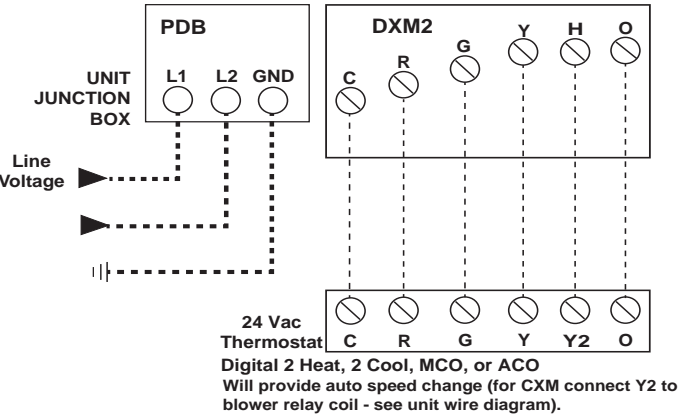 PDB
DXM2
UNIT
JUNCTION
BOX
L1 L2 GND
C R G Y H O
Line
Voltage
24 Vac
Thermostat
C R G Y Y2 O
Digital 2 Heat, 2 Cool, MCO, or ACO
Will provide auto speed change (for CXM connect Y2 to
blower relay coil - see unit wire diagram).